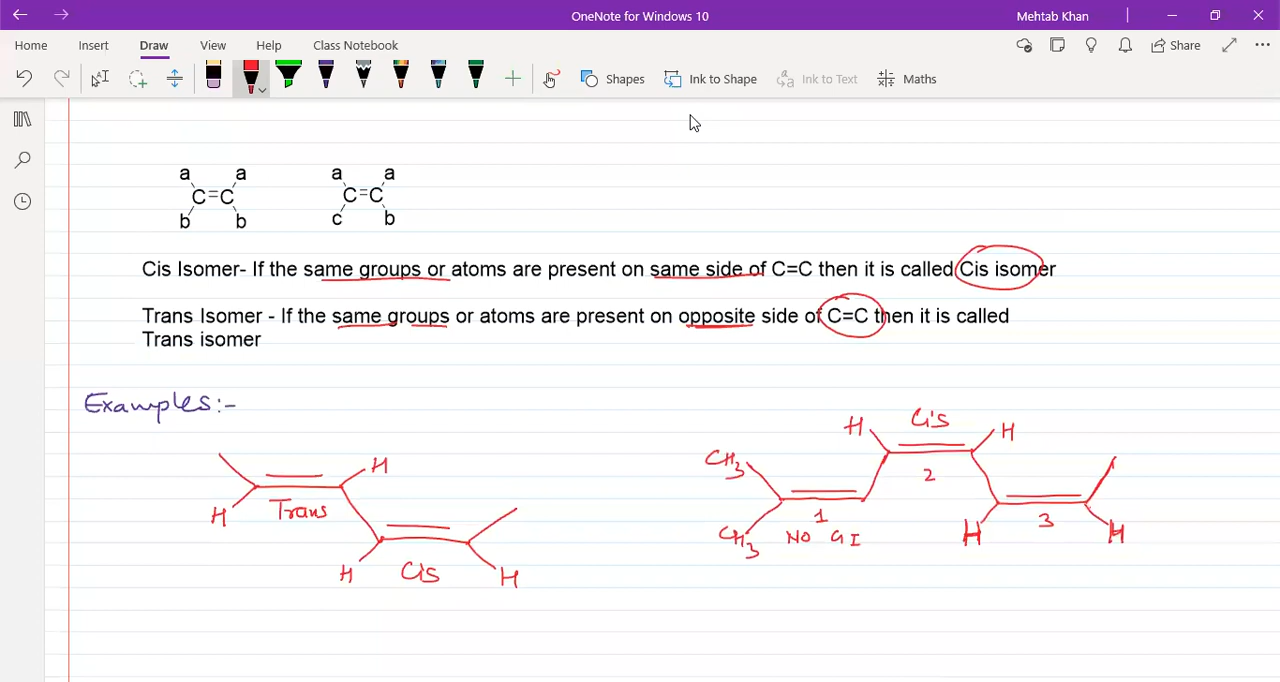 OneNote for Windows 10
Mehtab Khan
Home Insert Draw View Help Class Notebook
Share
Shapes Ink to Shape Ink to Text Maths
a a a a
C=C C=C
b b c b
Cis Isomer- If the same groups or atoms are present on same side of C=C then it is called Cis isomer
Trans Isomer - If the same groups or atoms are present on opposite side of C=C then it is called
Trans isomer
Examples:-
H
H Trans
H Cis H
H Cis H
CH3 2
1 3
CH3 NO GI H H